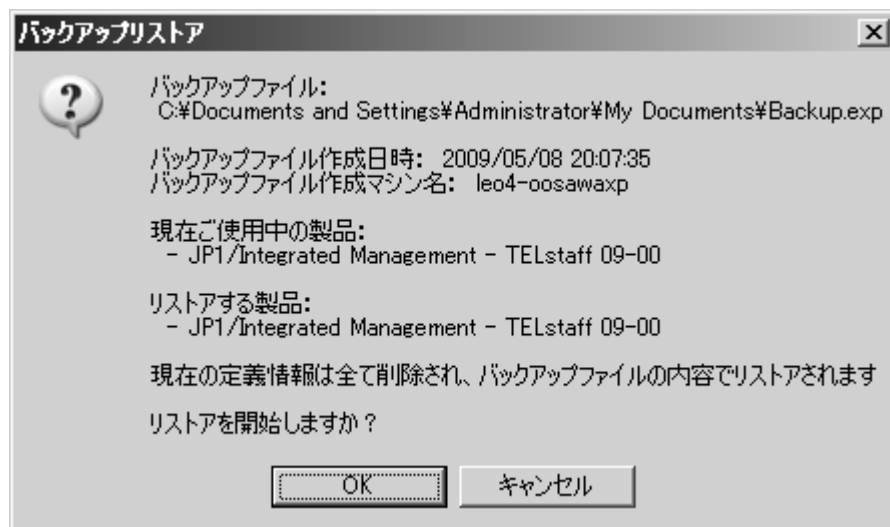 バックアップリストア
バックアップファイル:
C:¥Documents and Settings¥Administrator¥My Documents¥Backup.exp
バックアップファイル作成日時: 2009/05/08 20:07:35
バックアップファイル作成マシン名: leo4-oosawaxp
現在ご使用中の製品:
- JP1/Integrated Management - TELstaff 09-00
リストアする製品:
- JP1/Integrated Management - TELstaff 09-00
現在の定義情報は全て削除され、バックアップファイルの内容でリストアされます
リストアを開始しますか？
OK キャンセル